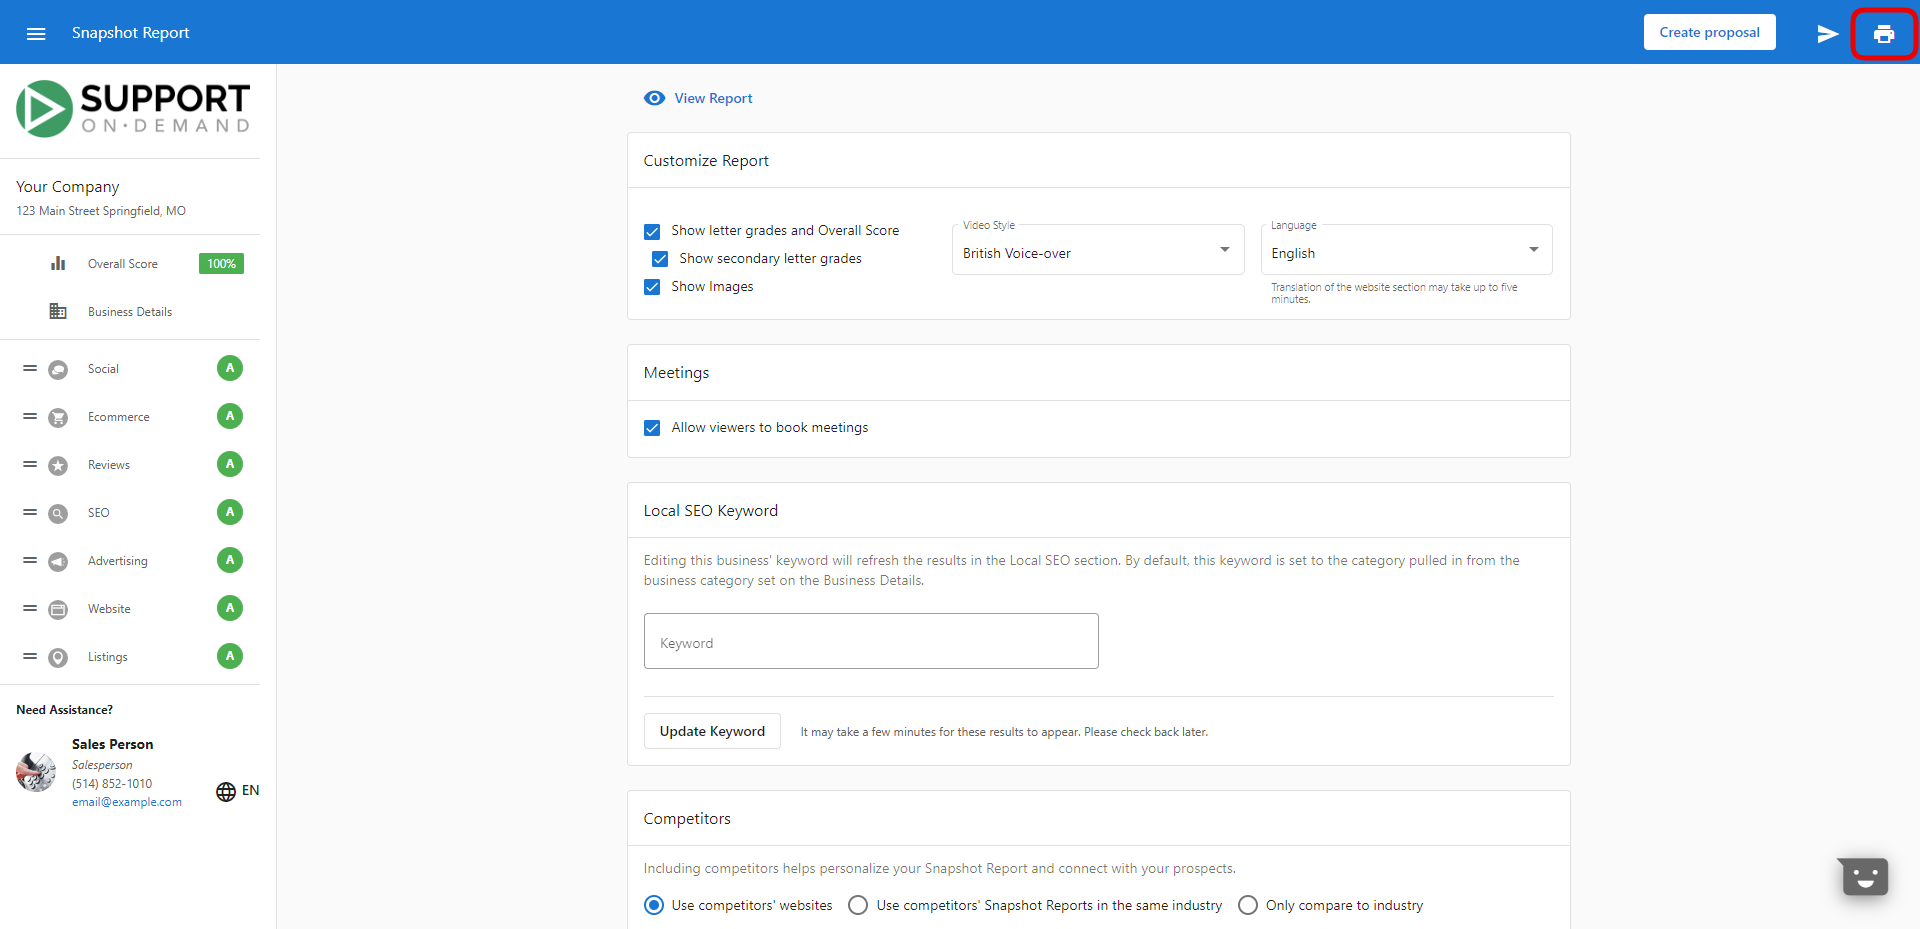 Snapshot Report
Create proposal
SUPPORT
ON·DEMAND
Your Company
123 Main Street Springfield, MO
Overall Score 100%
Business Details
Social A
Ecommerce A
Reviews A
SEO A
Advertising A
Website A
Listings A
Need Assistance?
Sales Person
Salesperson
(514) 852-1010
email@example.com
EN
View Report
Customize Report
Show letter grades and Overall Score
Show secondary letter grades
Show Images
Video Style
British Voice-over
Language
English
Translation of the website section may take up to five
minutes.
Meetings
Allow viewers to book meetings
Local SEO Keyword
Editing this business' keyword will refresh the results in the Local SEO section. By default, this keyword is set to the category pulled in from the
business category set on the Business Details.
Keyword
Update Keyword
It may take a few minutes for these results to appear. Please check back later.
Competitors
Including competitors helps personalize your Snapshot Report and connect with your prospects.
Use competitors' websites
Use competitors' Snapshot Reports in the same industry
Only compare to industry